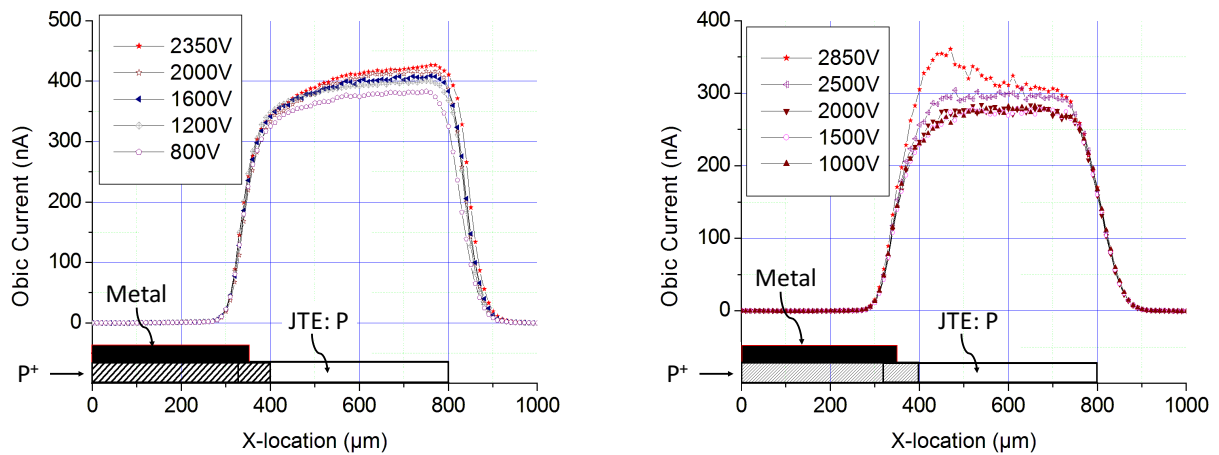 500
400
300
200
100
0
Obic Current (nA)
2350V
2000V
1600V
1200V
800V
Metal
JTE: P
P+
0
200
400
600
800
1000
X-location (µm)
400
300
200
100
0
Obic Current (nA)
2850V
2500V
2000V
1500V
1000V
Metal
JTE: P
P+
0
200
400
600
800
1000
X-location (µm)